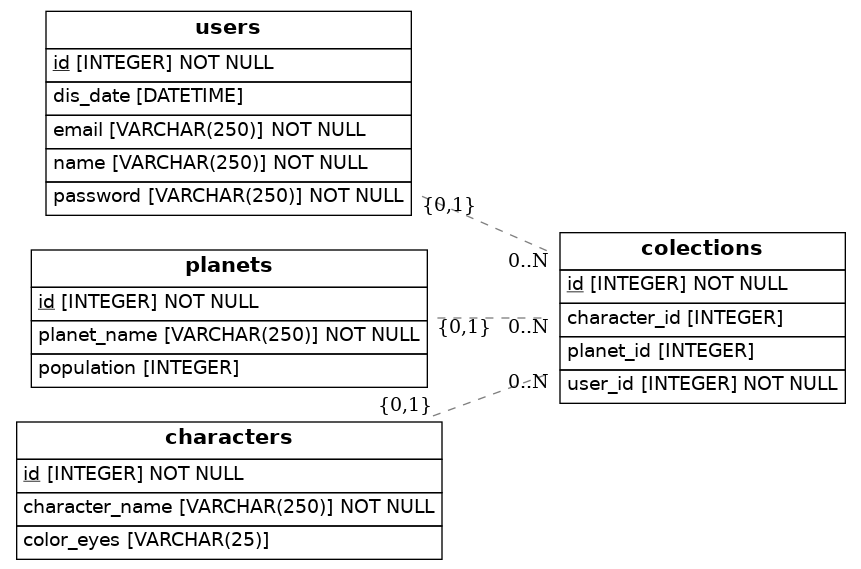 users
id [INTEGER] NOT NULL
dis_date [DATETIME]
email [VARCHAR(250)] NOT NULL
name [VARCHAR(250)] NOT NULL
password [VARCHAR(250)] NOT NULL
{0,1}
0..N
planets
id [INTEGER] NOT NULL
planet_name [VARCHAR(250)] NOT NULL
population [INTEGER]
{0,1}
0..N
characters
id [INTEGER] NOT NULL
character_name [VARCHAR(250)] NOT NULL
color_eyes [VARCHAR(25)]
{0,1}
0..N
colections
id [INTEGER] NOT NULL
character_id [INTEGER]
planet_id [INTEGER]
user_id [INTEGER] NOT NULL